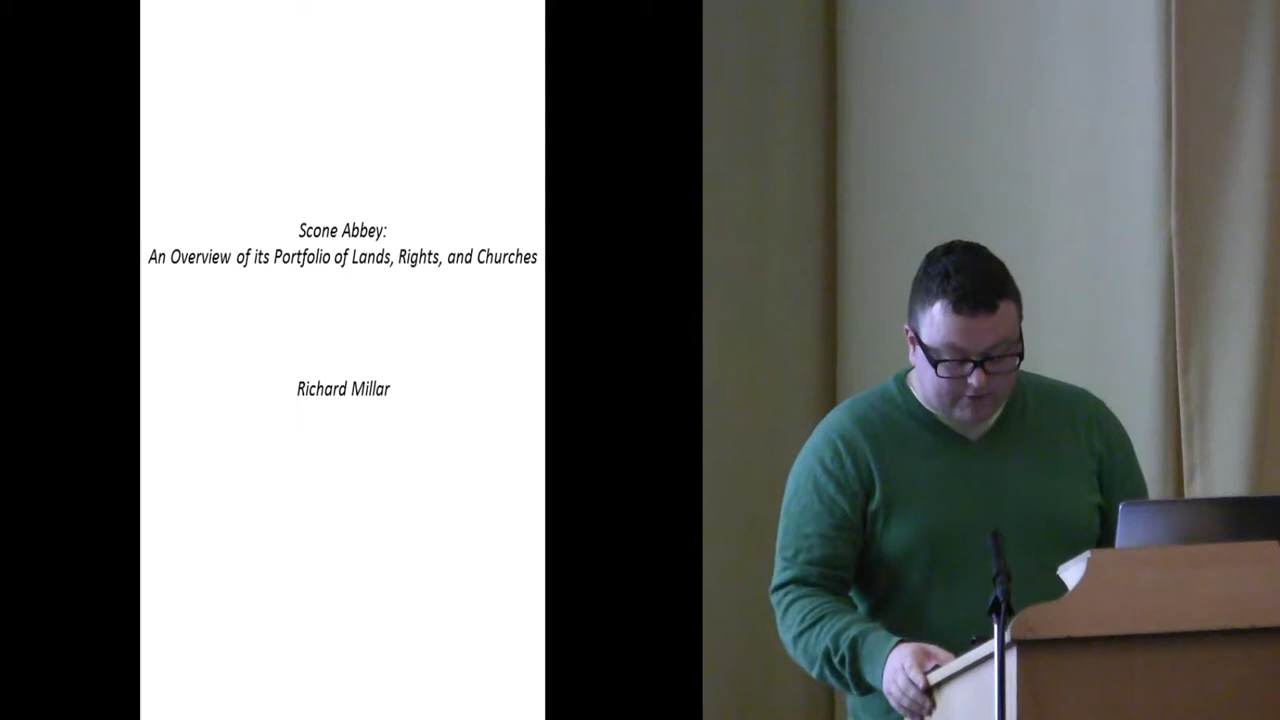 Scone Abbey:
An Overview of its Portfolio of Lands, Rights, and Churches
Richard Millar